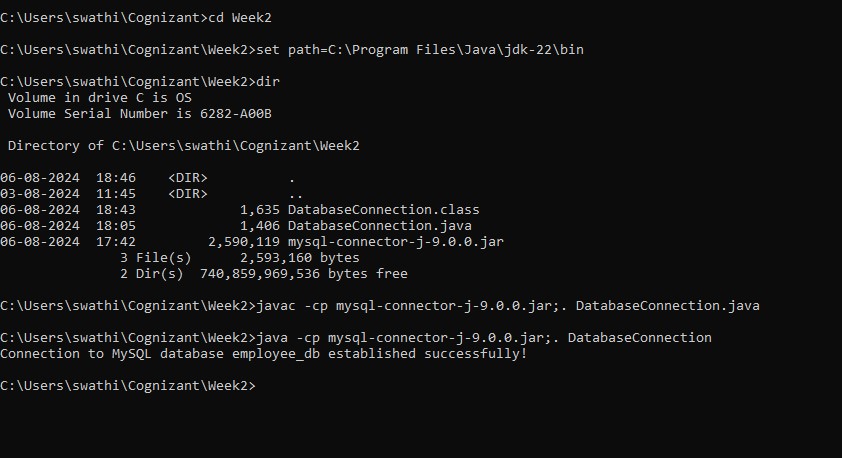 C:\Users\swathi\Cognizant>cd Week2
C:\Users\swathi\Cognizant\Week2>set path=C:\Program Files\Java\jdk-22\bin
C:\Users\swathi\Cognizant\Week2>dir
 Volume in drive C is OS
 Volume Serial Number is 6282-A00B
 Directory of C:\Users\swathi\Cognizant\Week2
06-08-2024  18:46    <DIR>          .
03-08-2024  11:45    <DIR>          ..
06-08-2024  18:43             1,635 DatabaseConnection.class
06-08-2024  18:05             1,406 DatabaseConnection.java
06-08-2024  17:42         2,590,119 mysql-connector-j-9.0.0.jar
               3 File(s)      2,593,160 bytes
               2 Dir(s)  740,859,969,536 bytes free
C:\Users\swathi\Cognizant\Week2>javac -cp mysql-connector-j-9.0.0.jar;. DatabaseConnection.java
C:\Users\swathi\Cognizant\Week2>java -cp mysql-connector-j-9.0.0.jar;. DatabaseConnection
Connection to MySQL database employee_db established successfully!
C:\Users\swathi\Cognizant\Week2>